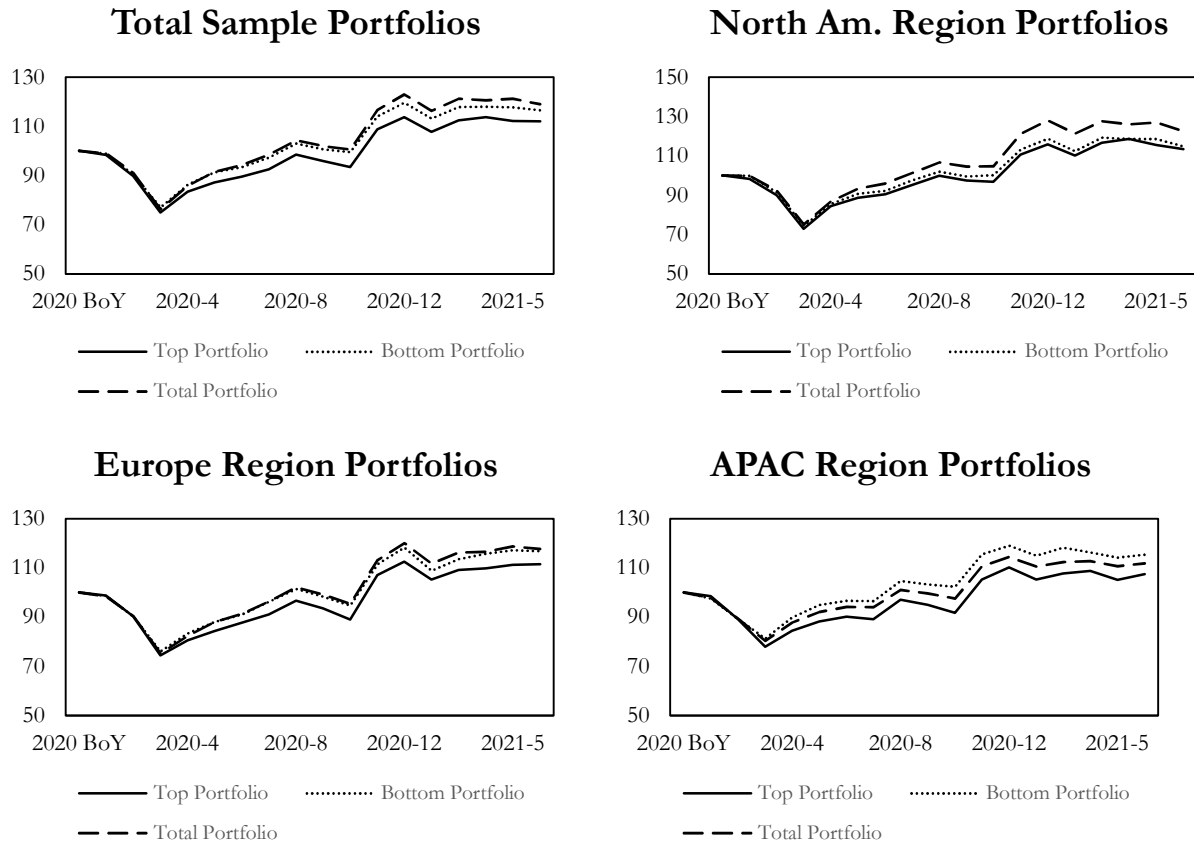 Total Sample Portfolios
130
110
90
70
50
2020 BoY 2020-4 2020-8 2020-12 2021-5
Top Portfolio Bottom Portfolio
Total Portfolio
North Am. Region Portfolios
150
130
110
90
70
50
2020 BoY 2020-4 2020-8 2020-12 2021-5
Top Portfolio Bottom Portfolio
Total Portfolio
Europe Region Portfolios
130
110
90
70
50
2020 BoY 2020-4 2020-8 2020-12 2021-5
Top Portfolio Bottom Portfolio
Total Portfolio
APAC Region Portfolios
130
110
90
70
50
2020 BoY 2020-4 2020-8 2020-12 2021-5
Top Portfolio Bottom Portfolio
Total Portfolio